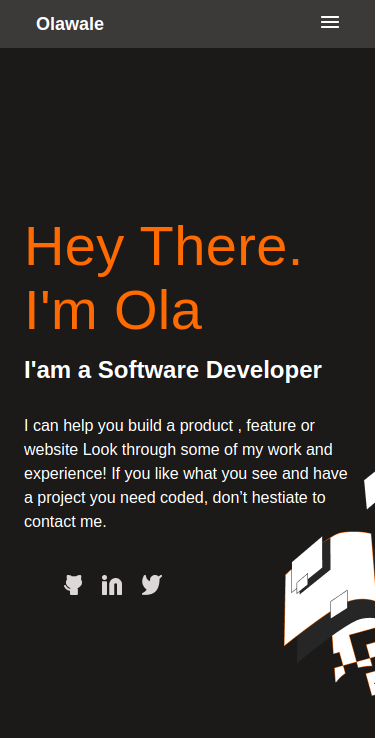 Olawale
Hey There.
I'm Ola
I'am a Software Developer
I can help you build a product , feature or
website Look through some of my work and
experience! If you like what you see and have
a project you need coded, don’t hestiate to
contact me.